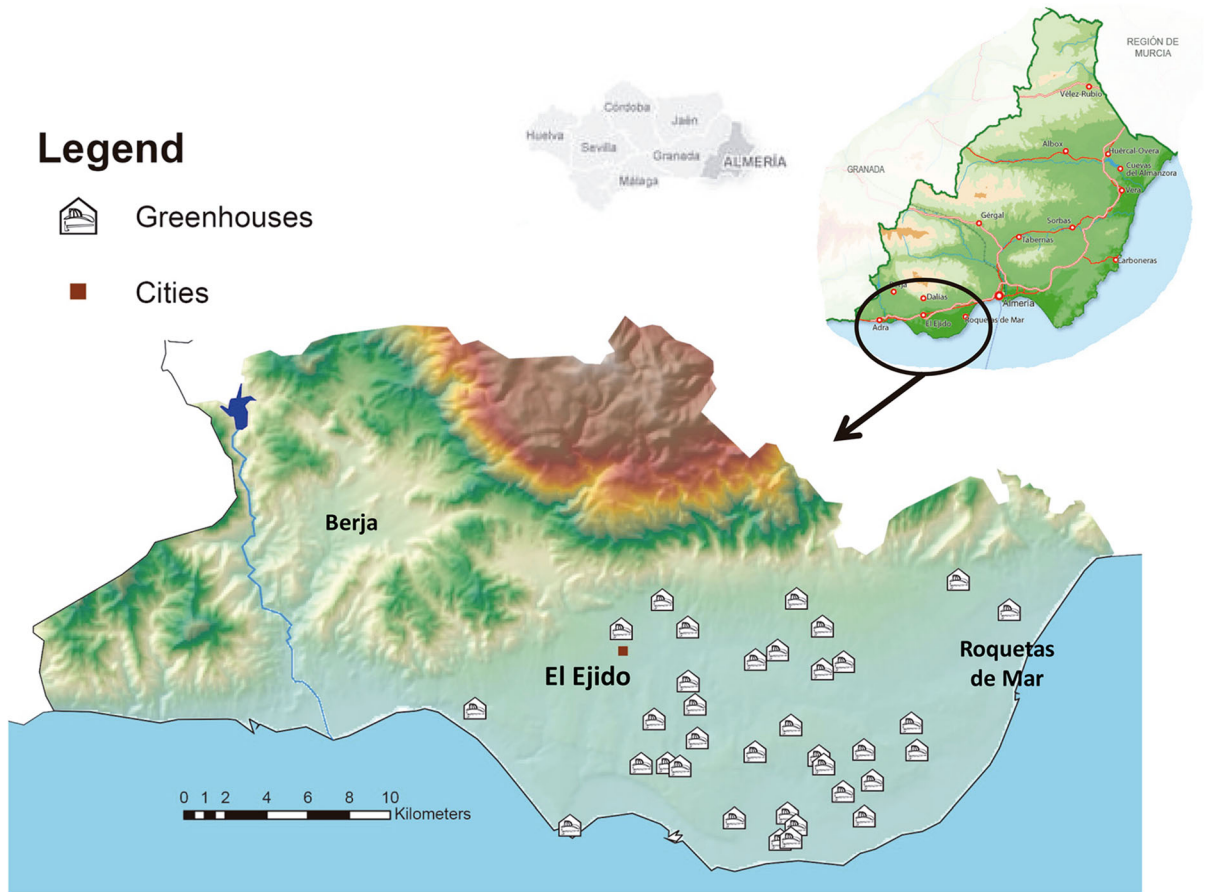 REGIÓN DE
MURCIA
Vélez-Rubio
Córdoba
Jaén
Huelva
Sevilla
Granada
ALMERÍA
Málaga
Albox
Huércal-Overa
Cuevas
del Almanzora
GRANADA
Vera
Gérgal
Sorbas
Tabernas
Carboneras
Berja
Dalías
Almería
Adra
El Ejido
Roquetas de Mar
Legend
Greenhouses
Cities
Berja
El Ejido
Roquetas
de Mar
0 1 2 4 6 8 10
Kilometers